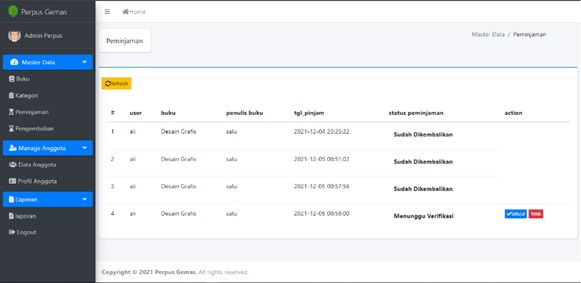 Perpus Gemas
Home
Admin Perpus
Peminjaman
Master Data / Peminjaman
Master Data
Buku
Kategori
Peminjaman
Pengembalian
Manage Anggota
Data Anggota
Profil Anggota
Laporan
laporan
Logout
Refresh
# user buku penulis buku tgl_pinjam status peminjaman action
1 ali Desain Grafis salu 2021-12-04 23:25:22 Sudah Dikembalikan
2 ali Desain Grafis salu 2021-12-05 00:51:02 Sudah Dikembalikan
3 ali Desain Grafis salu 2021-12-05 00:57:56 Sudah Dikembalikan
4 ali Desain Grafis salu 2021-12-05 00:58:00 Menunggu Verifikasi
Copyright © 2021 Perpus Gemas. All rights reserved.